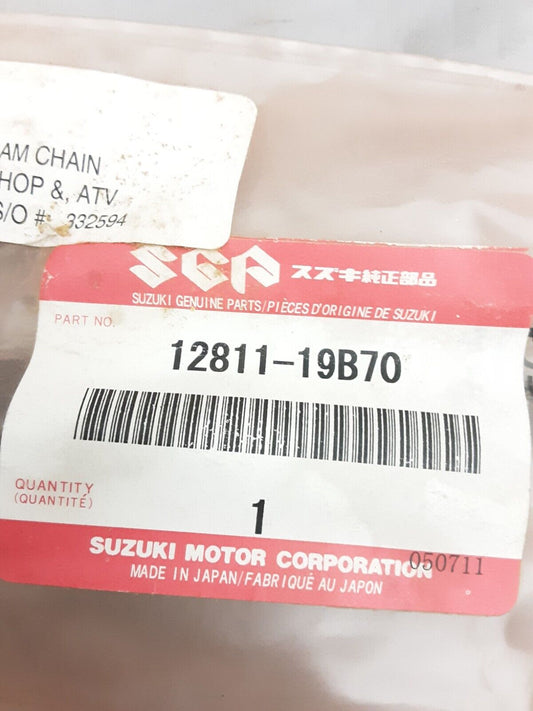 AM CHAIN
HOP &, ATV
S/O #: 332594
SGP スズキ純正部品
SUZUKI GENUINE PARTS/PIÈCES D'ORIGINE DE SUZUKI
PART NO.
12811-19B70
QUANTITY
(QUANTITÉ)
1
SUZUKI MOTOR CORPORATION
050711
MADE IN JAPAN/FABRIQUÉ AU JAPON